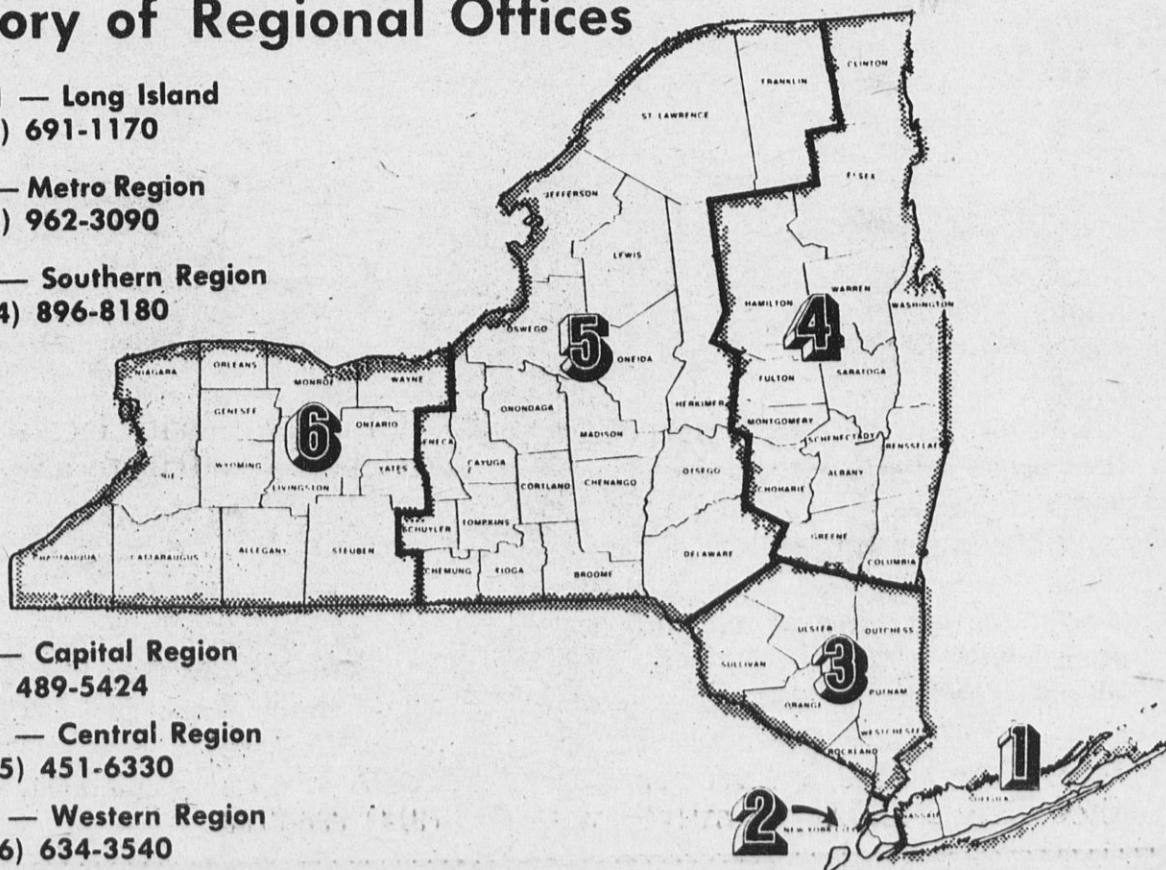 ory of Regional Offices
— Long Island
) 691-1170
— Metro Region
) 962-3090
— Southern Region
4) 896-8180
— Capital Region
489-5424
— Central Region
5) 451-6330
— Western Region
6) 634-3540
CLINTON
FRANKLIN
ST LAWRENCE
ESSEX
JEFFERSON
LEWIS
HAMILTON
WARREN
WASHINGTON
4
OSWEGO
5
ONEIDA
HERKIMER
FULTON
SARATOGA
MONTGOMERY
SCHENECTADY
RENSSELAE
NIAGARA
ORLEANS
MONROE
WAYNE
GENESEE
6
ONTARIO
ENECA
ONONDAGA
MADISON
WYOMING
YATES
CAYUGA
LIVINGSTON
CORTLAND
CHENANGO
OTSEGO
CHOHARIE
ALBANY
SCHUYLER
TOMPKINS
GREENE
CATTARAUGUS
ALLEGANY
STEUBEN
CHEMUNG
TIOGA
BROOME
DELAWARE
COLUMBIA
ULSTER
DUTCHESS
SULLIVAN
3
PUTNAM
ORANGE
WESTCHESTER
ROCKLAND
1
SUFFOLK
2
NEW YORK CITY
NASSAU